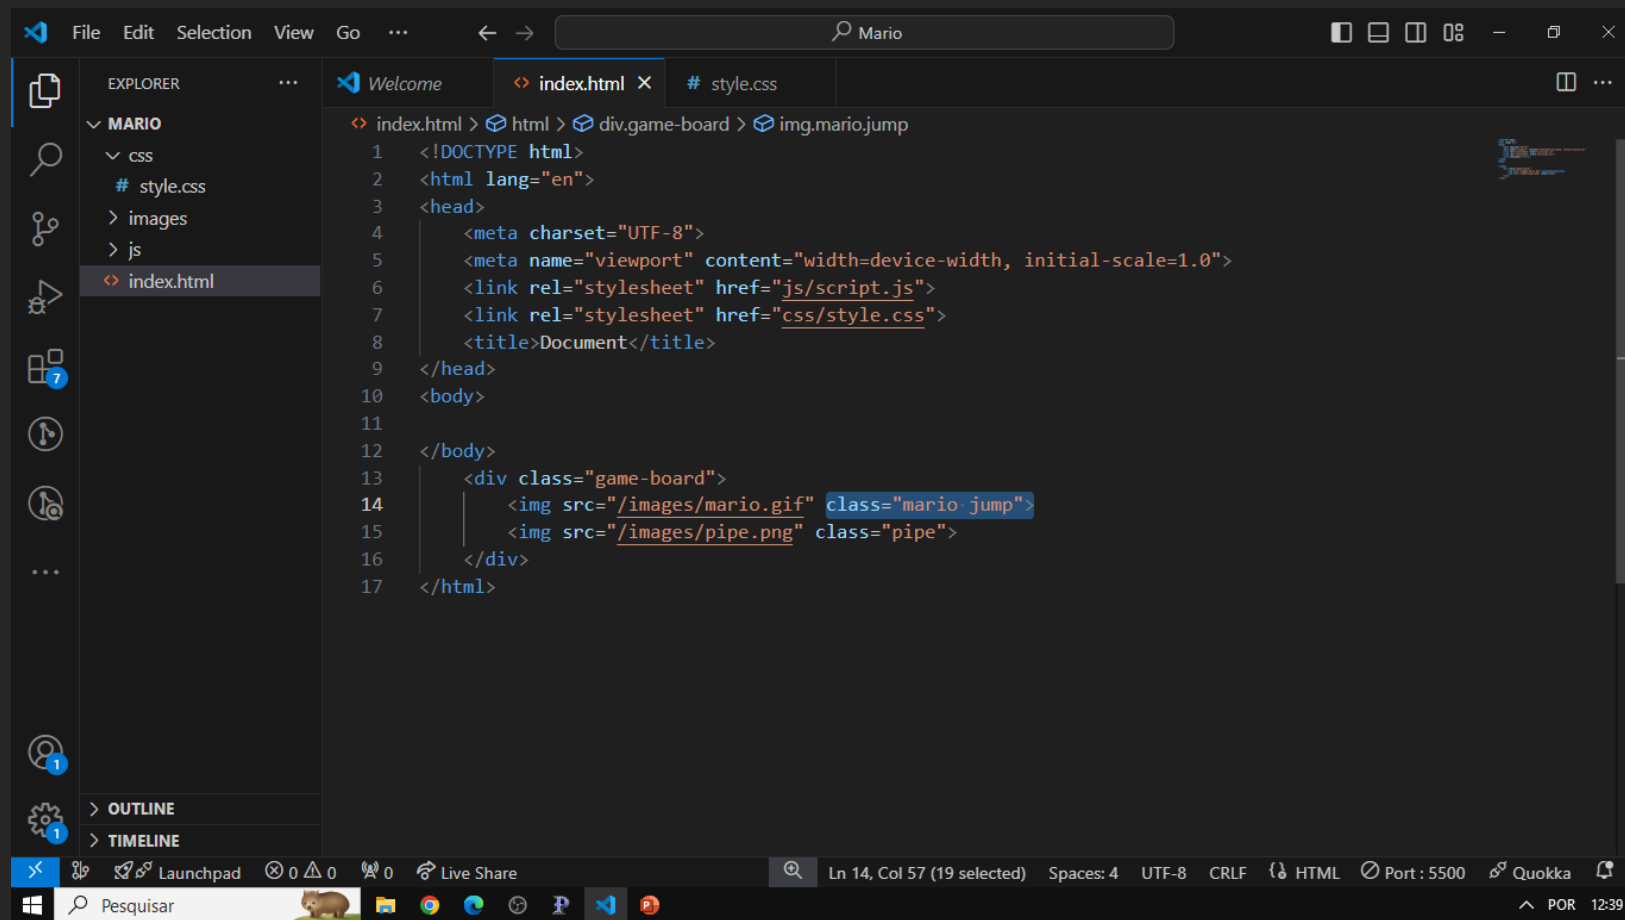 File Edit Selection View Go ··· Mario
EXPLORER ···
Welcome index.html style.css ···
MARIO
css
style.css
images
js
index.html
index.html > html > div.game-board > img.mario.jump
1 <!DOCTYPE html>
2 <html lang="en">
3 <head>
4 <meta charset="UTF-8">
5 <meta name="viewport" content="width=device-width, initial-scale=1.0">
6 <link rel="stylesheet" href="js/script.js">
7 <link rel="stylesheet" href="css/style.css">
8 <title>Document</title>
9 </head>
10 <body>
11
12 </body>
13 <div class="game-board">
14 <img src="/images/mario.gif" class="mario jump">
15 <img src="/images/pipe.png" class="pipe">
16 </div>
17 </html>
7
1
1
OUTLINE
TIMELINE
Launchpad 0 0 0 Live Share Ln 14, Col 57 (19 selected) Spaces: 4 UTF-8 CRLF HTML Port : 5500 Quokka
Pesquisar POR 12:39